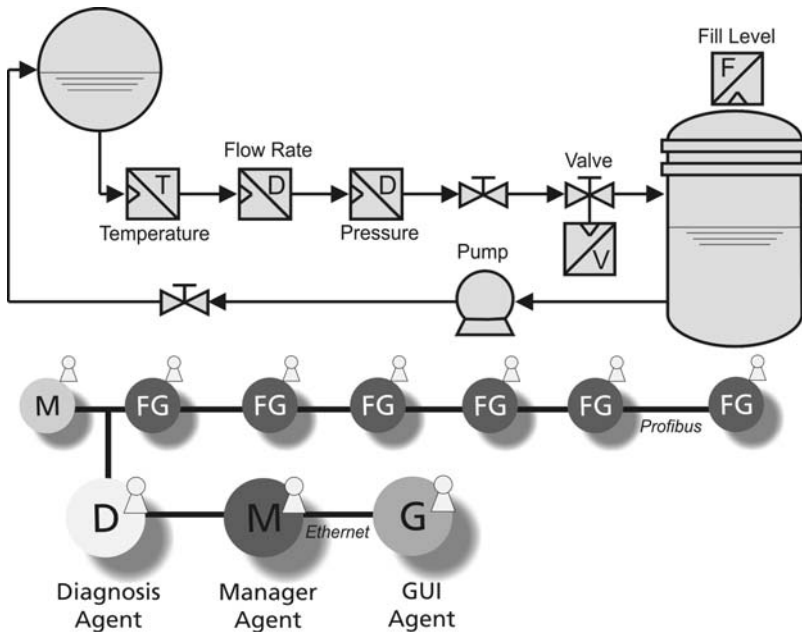 Fill Level
F
Flow Rate
Valve
T
D
D
Temperature
Pressure
V
Pump
M
FG
FG
FG
FG
FG
FG
Profibus
D
M
G
Ethernet
Diagnosis
Agent
Manager
Agent
GUI
Agent